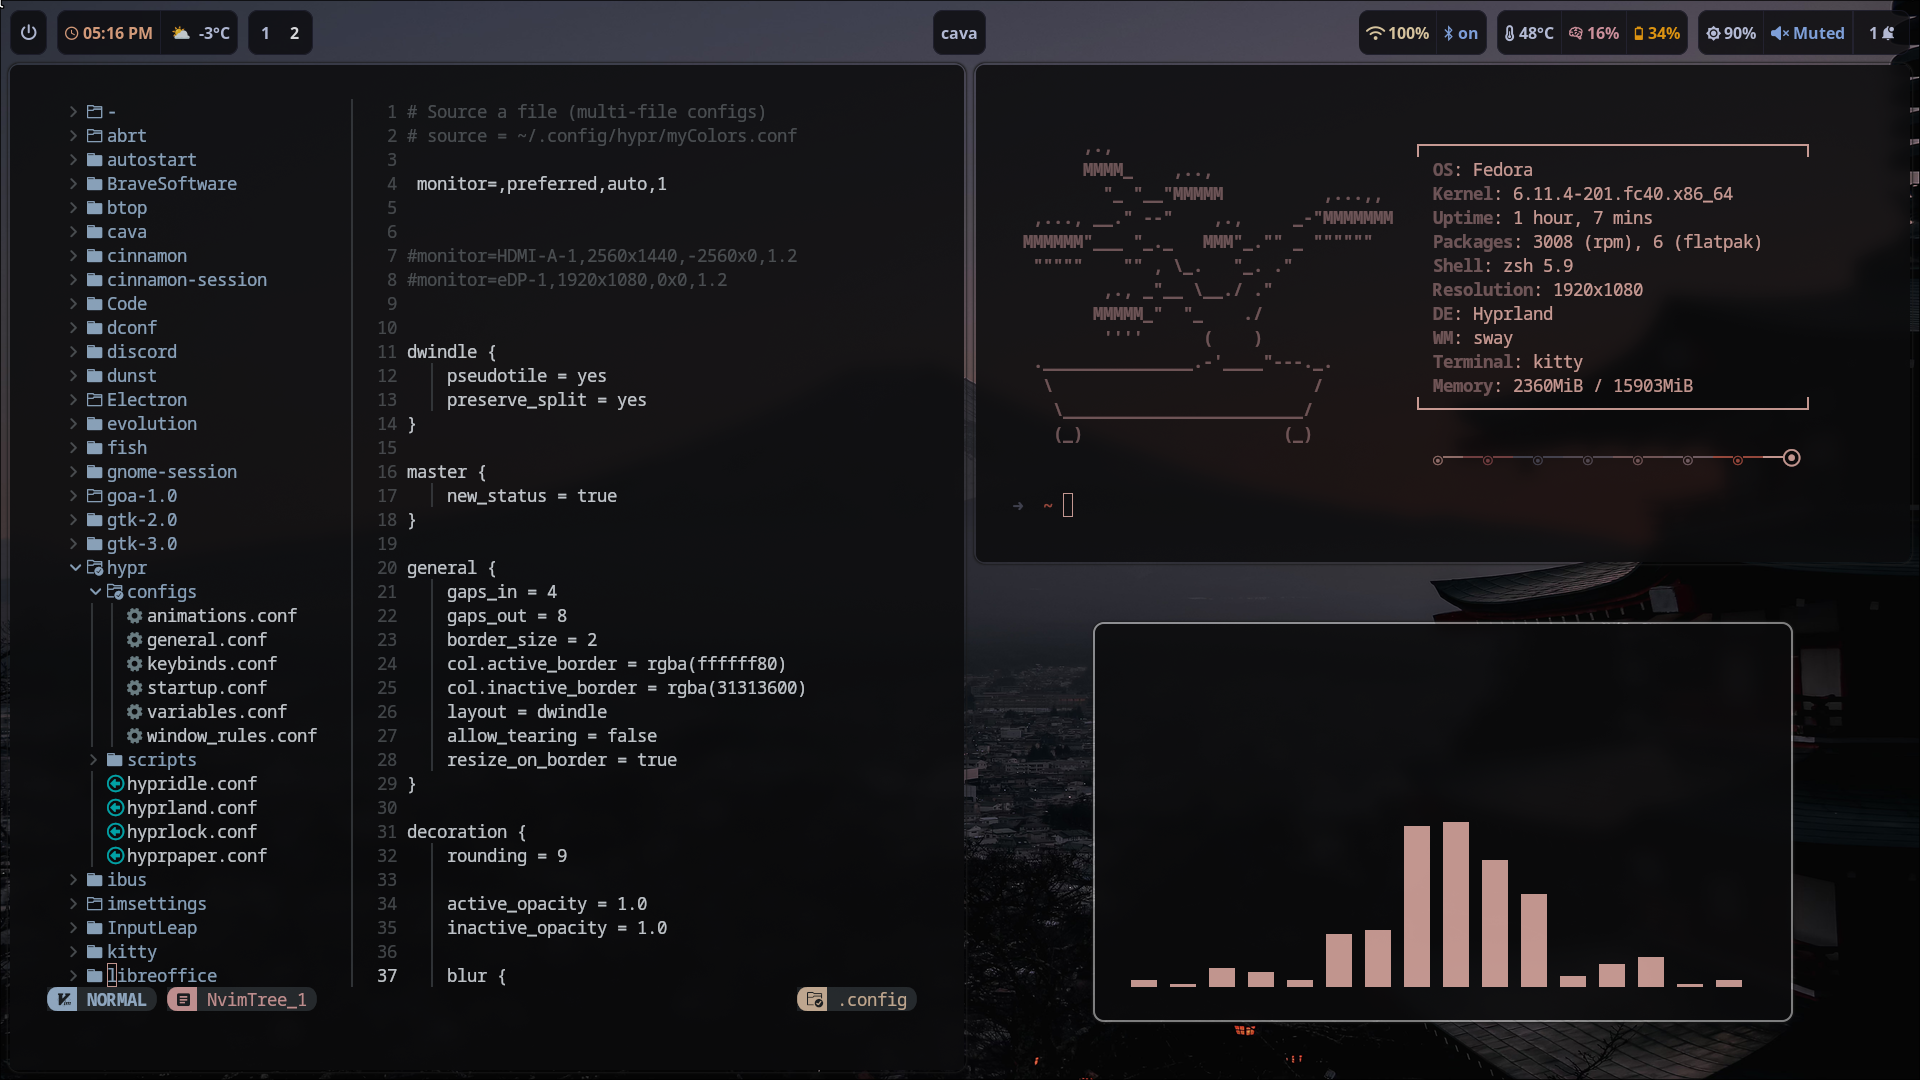 05:16 PM -3°C 1 2
cava
100% on 48°C 16% 34% 90% Muted 1
-
abrt
autostart
BraveSoftware
btop
cava
cinnamon
cinnamon-session
Code
dconf
discord
dunst
Electron
evolution
fish
gnome-session
goa-1.0
gtk-2.0
gtk-3.0
hypr
configs
animations.conf
general.conf
keybinds.conf
startup.conf
variables.conf
window_rules.conf
scripts
hypridle.conf
hyprland.conf
hyprlock.conf
hyprpaper.conf
ibus
imsettings
InputLeap
kitty
libreoffice
1 # Source a file (multi-file configs)
2 # source = ~/.config/hypr/myColors.conf
3
4 monitor=,preferred,auto,1
5
6
7 #monitor=HDMI-A-1,2560x1440,-2560x0,1.2
8 #monitor=eDP-1,1920x1080,0x0,1.2
9
10
11 dwindle {
12 pseudotile = yes
13 preserve_split = yes
14 }
15
16 master {
17 new_status = true
18 }
19
20 general {
21 gaps_in = 4
22 gaps_out = 8
23 border_size = 2
24 col.active_border = rgba(ffffff80)
25 col.inactive_border = rgba(31313600)
26 layout = dwindle
27 allow_tearing = false
28 resize_on_border = true
29 }
30
31 decoration {
32 rounding = 9
33
34 active_opacity = 1.0
35 inactive_opacity = 1.0
36
37 blur {
NORMAL NvimTree_1 .config
OS: Fedora
Kernel: 6.11.4-201.fc40.x86_64
Uptime: 1 hour, 7 mins
Packages: 3008 (rpm), 6 (flatpak)
Shell: zsh 5.9
Resolution: 1920x1080
DE: Hyprland
WM: sway
Terminal: kitty
Memory: 2360MiB / 15903MiB
➜ ~